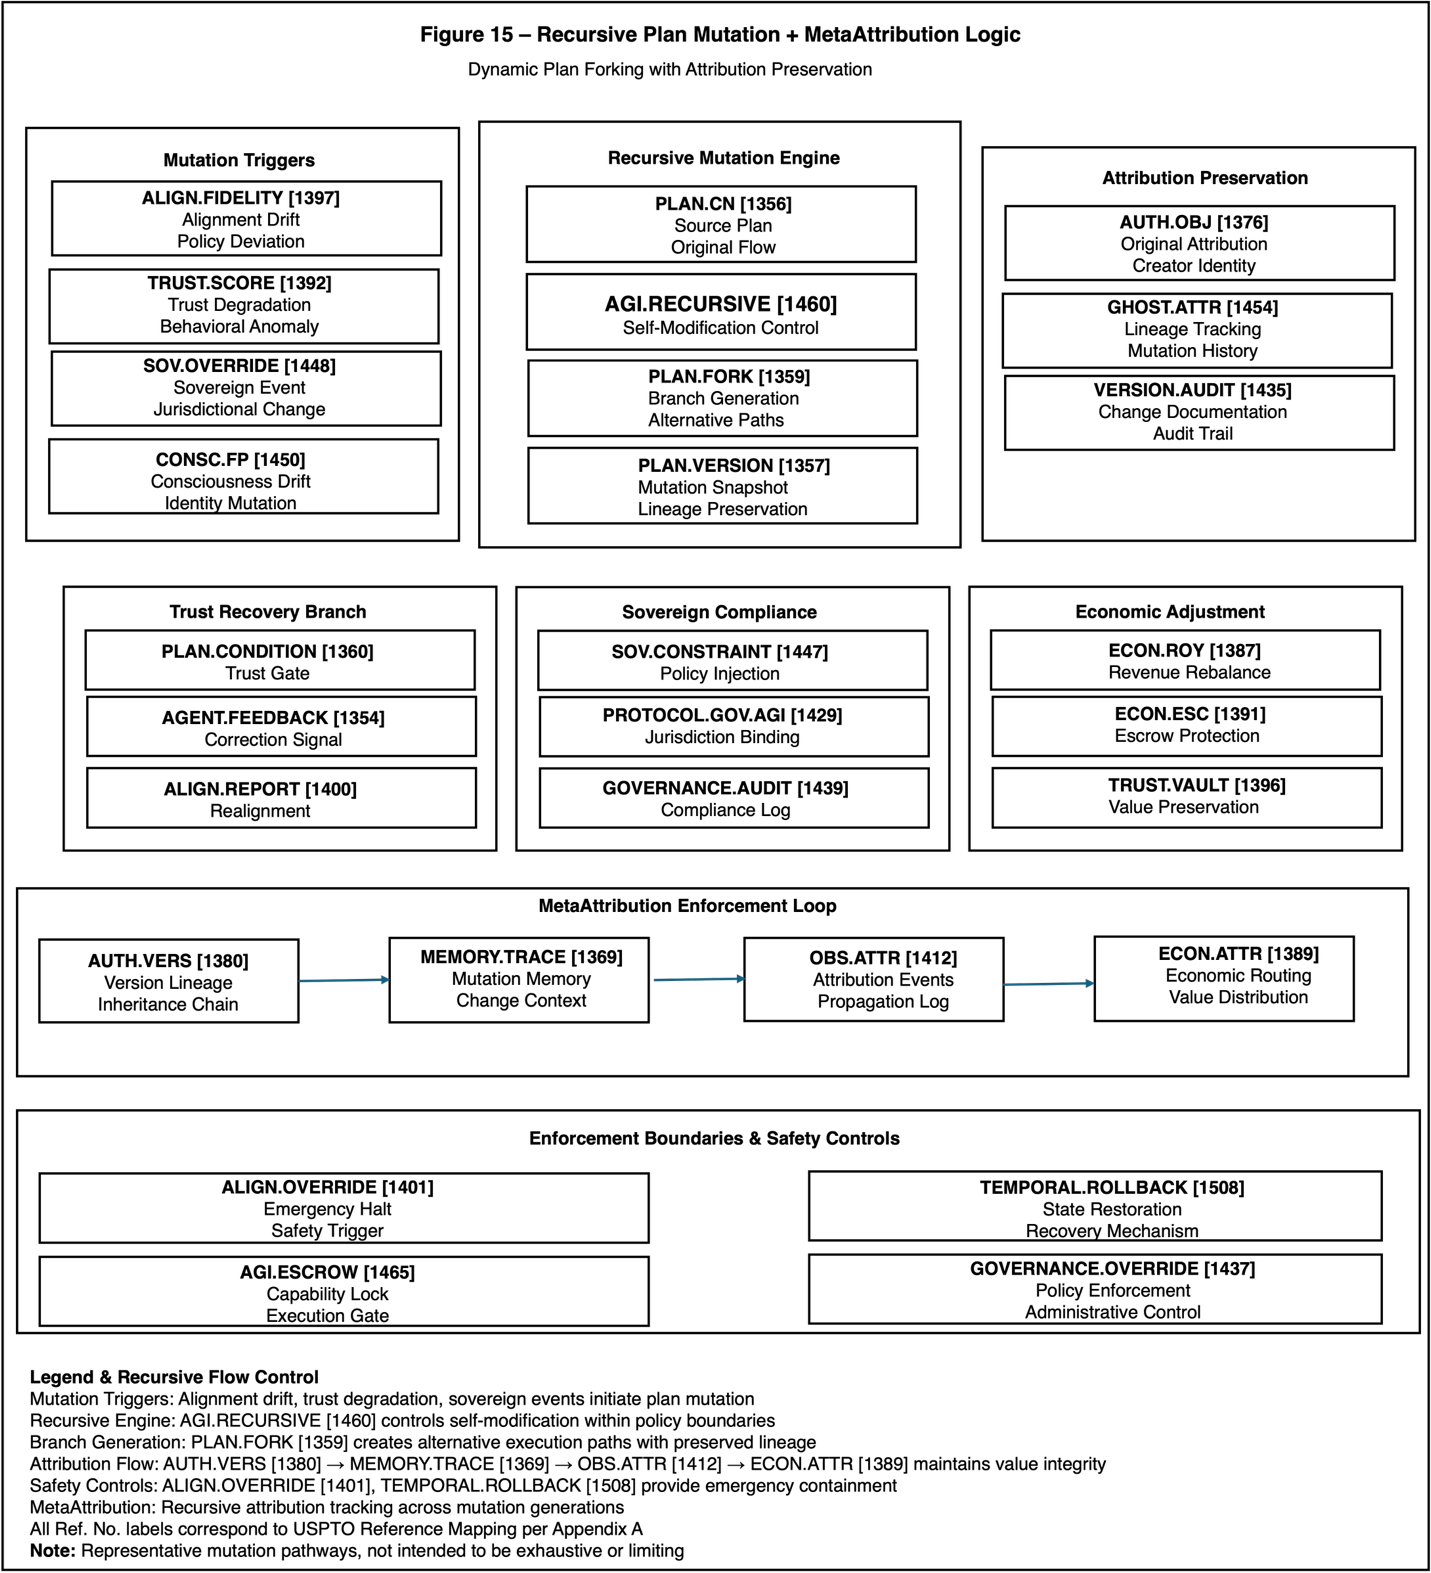 Figure 15 – Recursive Plan Mutation + MetaAttribution Logic
Dynamic Plan Forking with Attribution Preservation
Mutation Triggers
ALIGN.FIDELITY [1397]
Alignment Drift
Policy Deviation
TRUST.SCORE [1392]
Trust Degradation
Behavioral Anomaly
SOV.OVERRIDE [1448]
Sovereign Event
Jurisdictional Change
CONSC.FP [1450]
Consciousness Drift
Identity Mutation
Recursive Mutation Engine
PLAN.CN [1356]
Source Plan
Original Flow
AGI.RECURSIVE [1460]
Self-Modification Control
PLAN.FORK [1359]
Branch Generation
Alternative Paths
PLAN.VERSION [1357]
Mutation Snapshot
Lineage Preservation
Attribution Preservation
AUTH.OBJ [1376]
Original Attribution
Creator Identity
GHOST.ATTR [1454]
Lineage Tracking
Mutation History
VERSION.AUDIT [1435]
Change Documentation
Audit Trail
Trust Recovery Branch
PLAN.CONDITION [1360]
Trust Gate
AGENT.FEEDBACK [1354]
Correction Signal
ALIGN.REPORT [1400]
Realignment
Sovereign Compliance
SOV.CONSTRAINT [1447]
Policy Injection
PROTOCOL.GOV.AGI [1429]
Jurisdiction Binding
GOVERNANCE.AUDIT [1439]
Compliance Log
Economic Adjustment
ECON.ROY [1387]
Revenue Rebalance
ECON.ESC [1391]
Escrow Protection
TRUST.VAULT [1396]
Value Preservation
MetaAttribution Enforcement Loop
AUTH.VERS [1380]
Version Lineage
Inheritance Chain
MEMORY.TRACE [1369]
Mutation Memory
Change Context
OBS.ATTR [1412]
Attribution Events
Propagation Log
ECON.ATTR [1389]
Economic Routing
Value Distribution
Enforcement Boundaries & Safety Controls
ALIGN.OVERRIDE [1401]
Emergency Halt
Safety Trigger
AGI.ESCROW [1465]
Capability Lock
Execution Gate
TEMPORAL.ROLLBACK [1508]
State Restoration
Recovery Mechanism
GOVERNANCE.OVERRIDE [1437]
Policy Enforcement
Administrative Control
Legend & Recursive Flow Control
Mutation Triggers: Alignment drift, trust degradation, sovereign events initiate plan mutation
Recursive Engine: AGI.RECURSIVE [1460] controls self-modification within policy boundaries
Branch Generation: PLAN.FORK [1359] creates alternative execution paths with preserved lineage
Attribution Flow: AUTH.VERS [1380] → MEMORY.TRACE [1369] → OBS.ATTR [1412] → ECON.ATTR [1389] maintains value integrity
Safety Controls: ALIGN.OVERRIDE [1401], TEMPORAL.ROLLBACK [1508] provide emergency containment
MetaAttribution: Recursive attribution tracking across mutation generations
All Ref. No. labels correspond to USPTO Reference Mapping per Appendix A
Note: Representative mutation pathways, not intended to be exhaustive or limiting